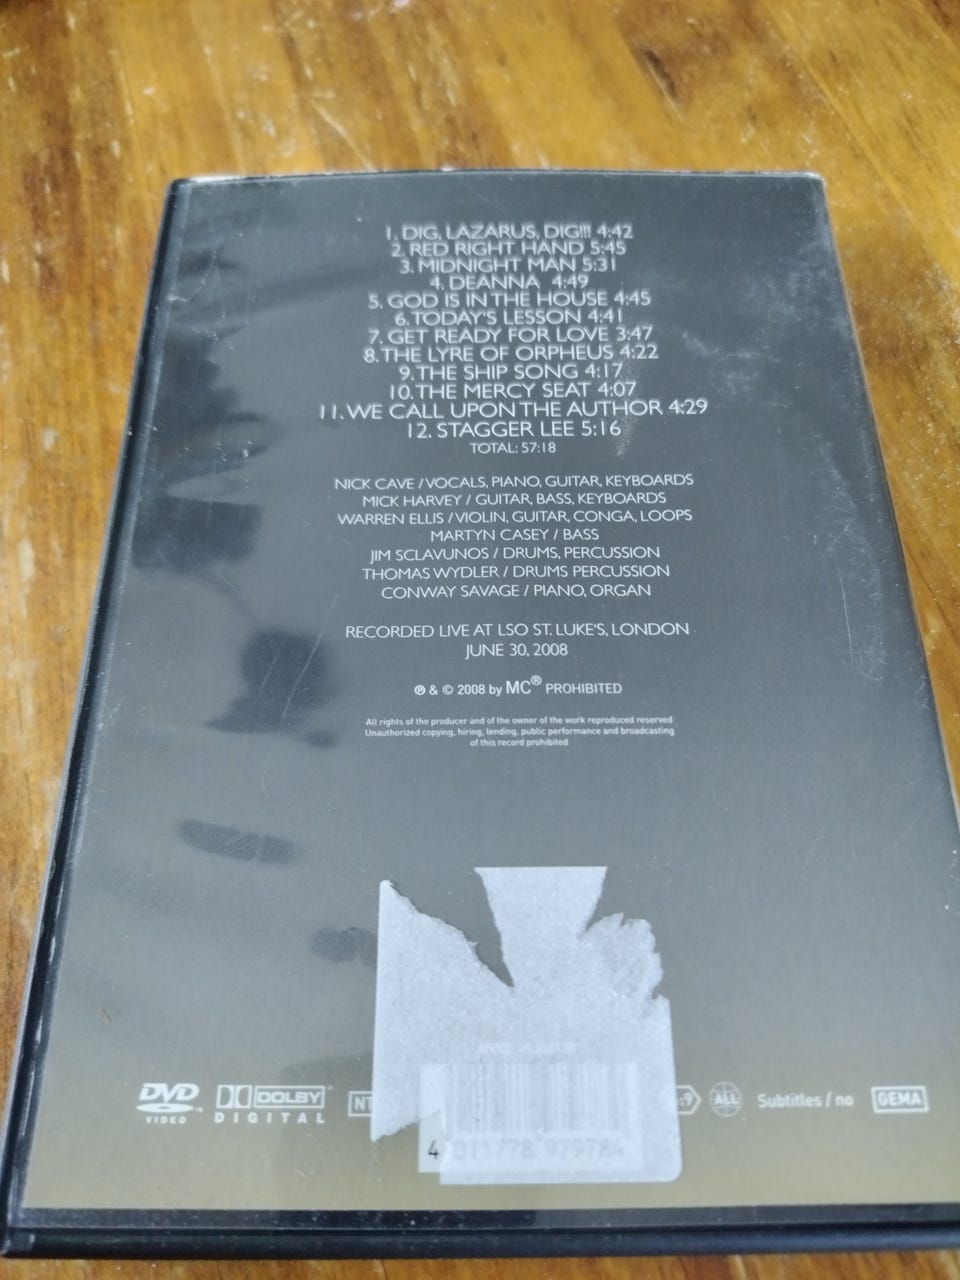 1. DIG, LAZARUS, DIG!!! 4:42
2. RED RIGHT HAND 5:45
3. MIDNIGHT MAN 5:31
4. DEANNA 4:49
5. GOD IS IN THE HOUSE 4:45
6. TODAY'S LESSON 4:41
7. GET READY FOR LOVE 3:47
8. THE LYRE OF ORPHEUS 4:22
9. THE SHIP SONG 4:17
10. THE MERCY SEAT 4:07
11. WE CALL UPON THE AUTHOR 4:29
12. STAGGER LEE 5:16
TOTAL: 57:18
NICK CAVE / VOCALS, PIANO, GUITAR, KEYBOARDS
MICK HARVEY / GUITAR, BASS, KEYBOARDS
WARREN ELLIS / VIOLIN, GUITAR, CONGA, LOOPS
MARTYN CASEY / BASS
JIM SCLAVUNOS / DRUMS, PERCUSSION
THOMAS WYDLER / DRUMS PERCUSSION
CONWAY SAVAGE / PIANO, ORGAN
RECORDED LIVE AT LSO ST. LUKE'S, LONDON
JUNE 30, 2008
℗ & © 2008 by MC® PROHIBITED
All rights of the producer and of the owner of the work reproduced reserved
Unauthorized copying, hiring, lending, public performance and broadcasting
of this record prohibited
DVD VIDEO™ DOLBY® DIGITAL NT :9 ALL Subtitles / no GEMA
4 011778 979784